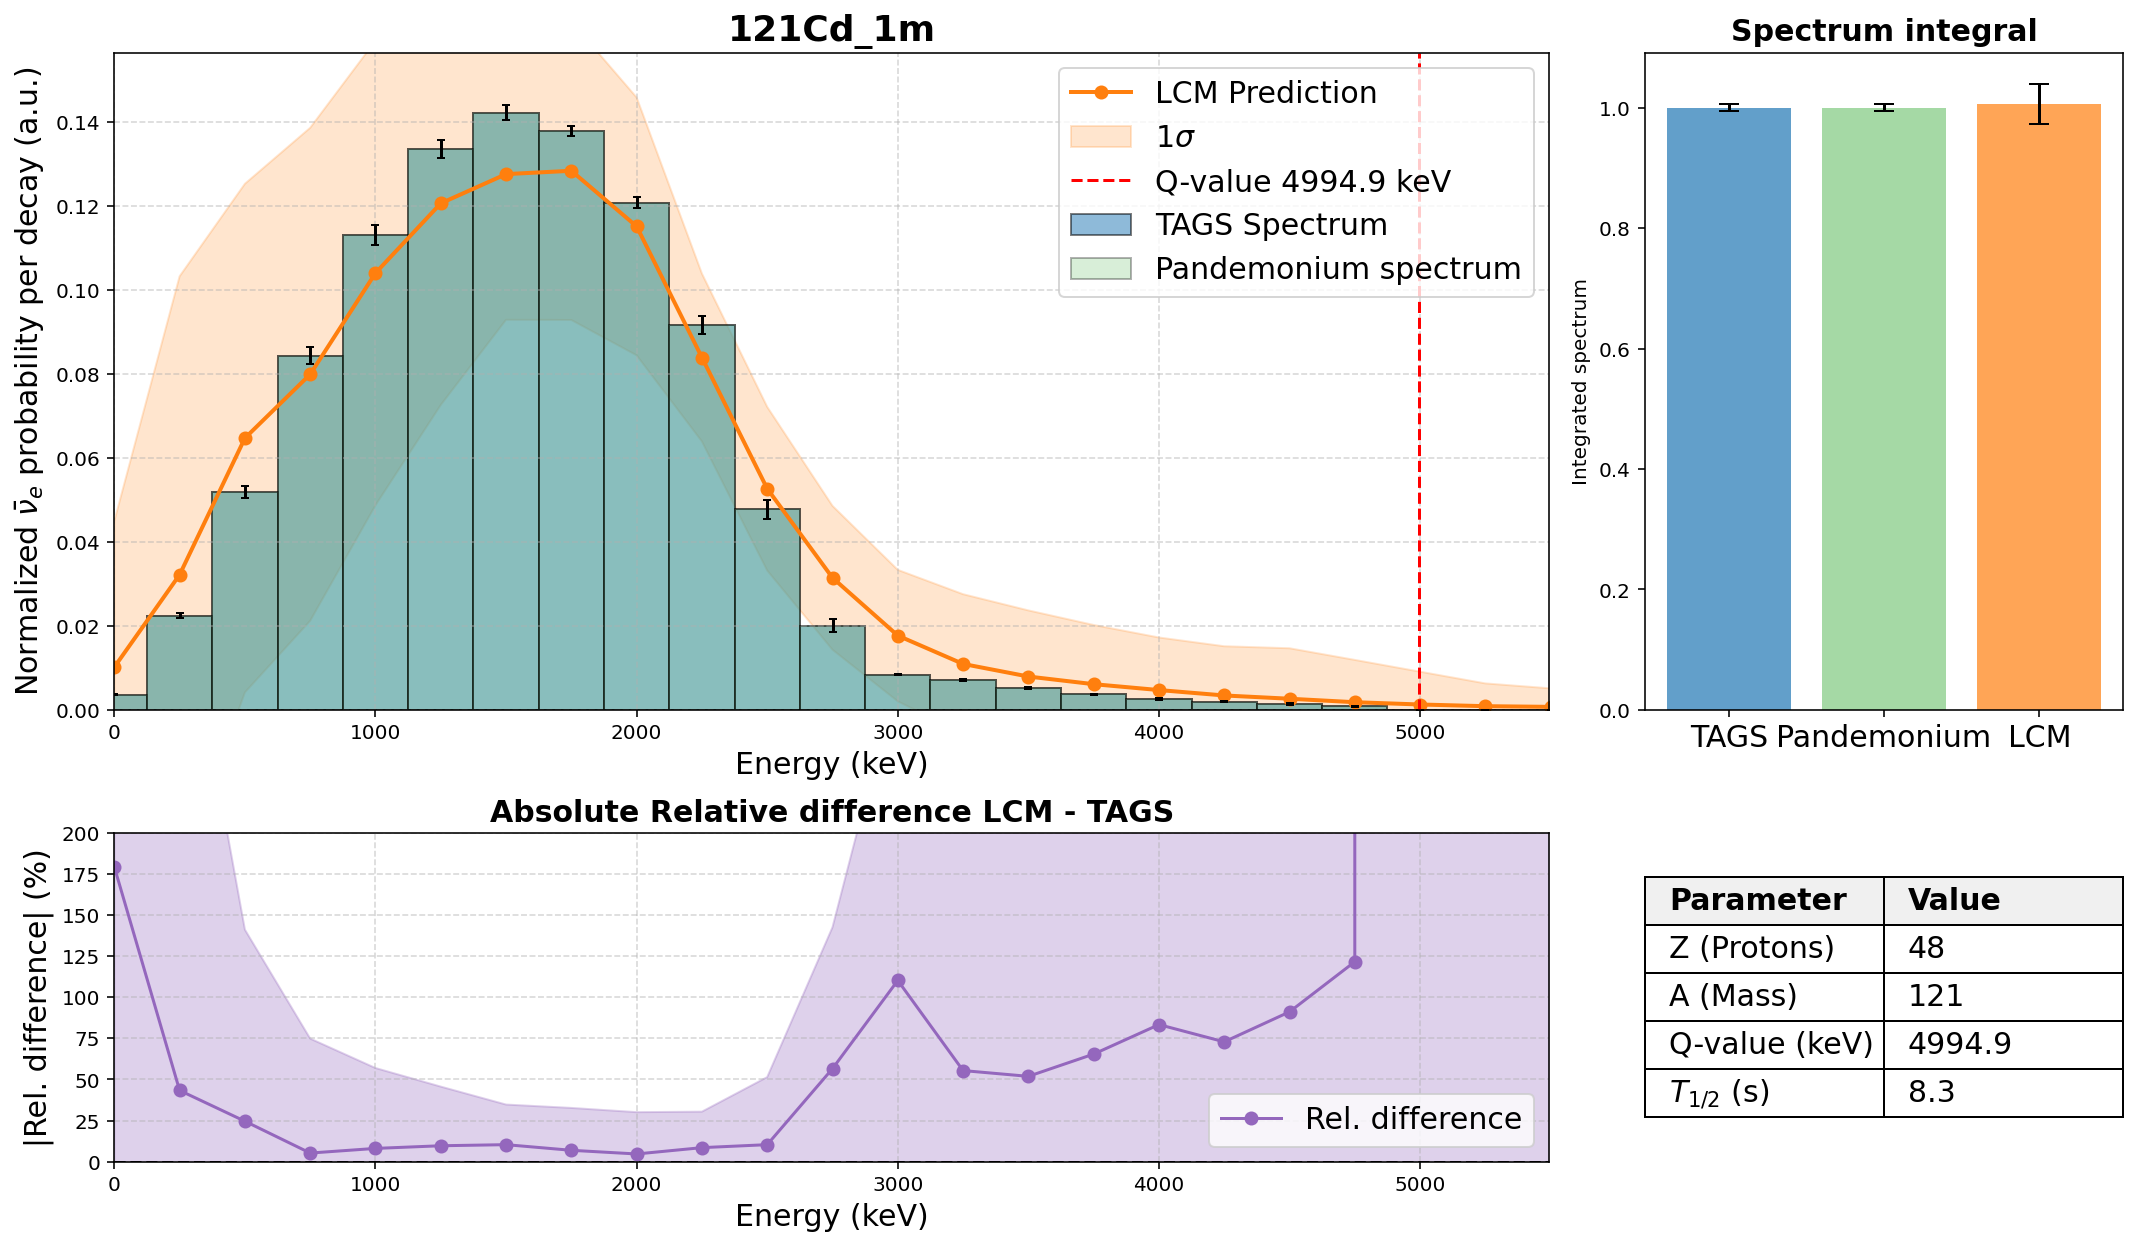 121Cd_1m
Normalized ν̄ₑ probability per decay (a.u.)
0.14
0.12
0.10
0.08
0.06
0.04
0.02
0.00
0 1000 2000 3000 4000 5000
Energy (keV)
LCM Prediction
1σ
Q-value 4994.9 keV
TAGS Spectrum
Pandemonium spectrum
Spectrum integral
Integrated spectrum
1.0
0.8
0.6
0.4
0.2
0.0
TAGS Pandemonium LCM
Absolute Relative difference LCM - TAGS
|Rel. difference| (%)
200
175
150
125
100
75
50
25
0
0 1000 2000 3000 4000 5000
Energy (keV)
Rel. difference
Parameter Value
Z (Protons) 48
A (Mass) 121
Q-value (keV) 4994.9
T1/2 (s) 8.3